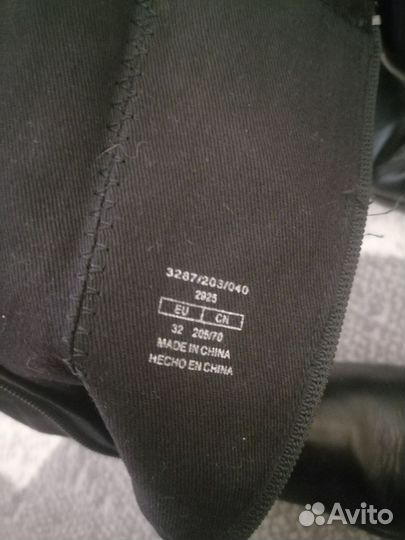 3287/203/040
2925
EU CN
32 205/70
MADE IN CHINA
HECHO EN CHINA
Avito